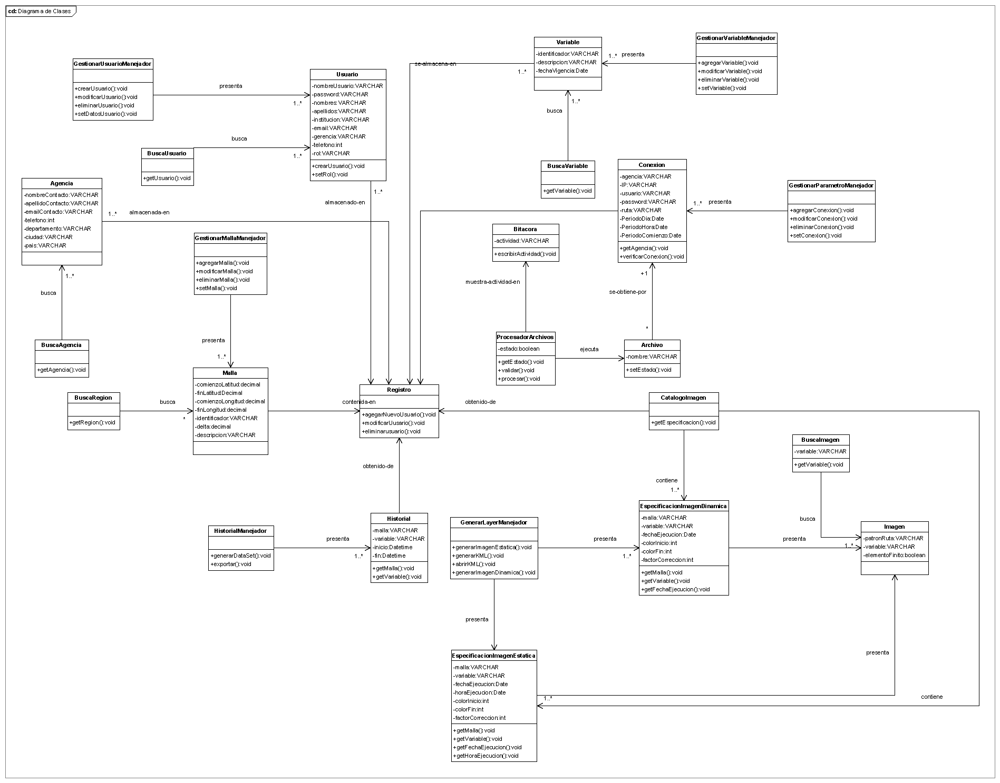 cd: Diagrama de Clases
Variable
-identificador:VARCHAR
-descripcion:VARCHAR
-fechaVigencia:Date
GestionarVariableManejador
+agregarVariable():void
+modificarVariable():void
+eliminarVariable():void
+setVariable():void
1..*
presenta
se-almacena-en
1..*
GestionarUsuarioManejador
+crearUsuario():void
+modificarUsuario():void
+eliminarUsuario():void
+setDatosUsuario():void
presenta
1..*
Usuario
-nombreUsuario:VARCHAR
-password:VARCHAR
-nombres:VARCHAR
-apellidos:VARCHAR
-institucion:VARCHAR
-email:VARCHAR
-gerencia:VARCHAR
-telefono:int
-rol:VARCHAR
+crearUsuario():void
+setRol():void
1..*
busca
busca
1..*
BuscaUsuario
+getUsuario():void
BuscaVariable
+getVariable():void
Conexion
-agencia:VARCHAR
-IP:VARCHAR
-usuario:VARCHAR
-password:VARCHAR
-ruta:VARCHAR
-PeriodoDia:Date
-PeriodoHora:Date
-PeriodoComienzo:Date
+getAgencia():void
+verificarConexion():void
GestionarParametroManejador
+agregarConexion():void
+modificarConexion():void
+eliminarConexion():void
+setConexion():void
1..*
presenta
Agencia
-nombreContacto:VARCHAR
-apellidoContacto:VARCHAR
-emailContacto:VARCHAR
-telefono:int
-departamento:VARCHAR
-ciudad:VARCHAR
-pais:VARCHAR
1..*
almacenada-en
almacenado-en
1..*
GestionarMallaManejador
+agregarMalla():void
+modificarMalla():void
+eliminarMalla():void
+setMalla():void
Bitacora
-actividad:VARCHAR
+escribirActividad():void
1..*
busca
muestra-actividad-en
+1
se-obtiene-por
*
presenta
1..*
BuscaAgencia
+getAgencia():void
ProcesadorArchivos
-estado:boolean
+getEstado():void
+validar():void
+procesar():void
ejecuta
Archivo
-nombre:VARCHAR
+setEstado():void
Malla
-comienzoLatitud:decimal
-finLatitud:Decimal
-comienzoLongitud:decimal
-finLongitud:decimal
-identificador:VARCHAR
-delta:decimal
-descripcion:VARCHAR
BuscaRegion
+getRegion():void
busca
*
contenida-en
Registro
+agegarNuevoUsuario():void
+modificarUusario():void
+eliminarusuario():void
obtenido-de
CatalogoImagen
+getEspecificacion():void
BuscaImagen
-variable:VARCHAR
+getVariable():void
obtenido-de
contiene
1..*
busca
HistorialManejador
+generarDataSet():void
+exportar():void
presenta
1..*
Historial
-malla:VARCHAR
-variable:VARCHAR
-inicio:Datetime
-fin:Datetime
+getMalla():void
+getVariable():void
GenerarLayerManejador
+generarImagenEstatica():void
+generarKML():void
+abrirKML():void
+generarImagenDinamica():void
presenta
1..*
EspecificacionImagenDinamica
-malla:VARCHAR
-variable:VARCHAR
-fechaEjecucion:Date
-colorInicio:int
-colorFin:int
-factorCorreccion:int
+getMalla():void
+getVariable():void
+getFechaEjecucion():void
presenta
1..*
Imagen
-patronRuta:VARCHAR
-variable:VARCHAR
-elementoFinito:boolean
presenta
presenta
EspecificacionImagenEstatica
-malla:VARCHAR
-variable:VARCHAR
-fechaEjecucion:Date
-horaEjecucion:Date
-colorInicio:int
-colorFin:int
-factorCorreccion:int
+getMalla():void
+getVariable():void
+getFechaEjecucion():void
+getHoraEjecucion():void
1..*
contiene